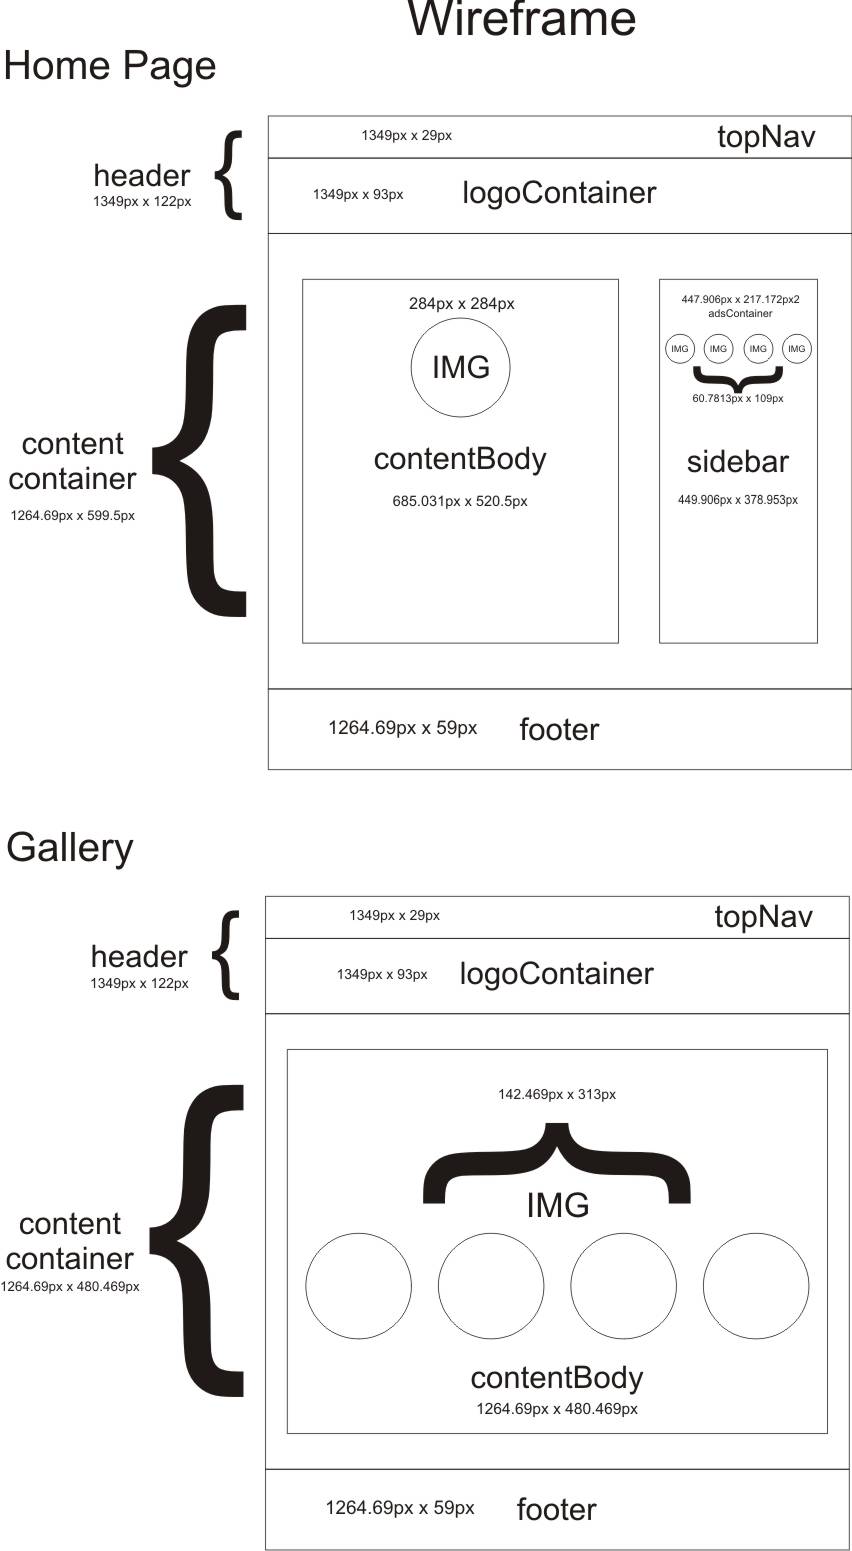 Wireframe
Home Page
1349px x 29px
topNav
header
1349px x 122px
1349px x 93px
logoContainer
284px x 284px
IMG
contentBody
685.031px x 520.5px
447.906px x 217.172px2
adsContainer
IMG
IMG
IMG
IMG
60.7813px x 109px
sidebar
449.906px x 378.953px
content
container
1264.69px x 599.5px
1264.69px x 59px
footer
Gallery
1349px x 29px
topNav
header
1349px x 122px
1349px x 93px
logoContainer
142.469px x 313px
IMG
content
container
1264.69px x 480.469px
contentBody
1264.69px x 480.469px
1264.69px x 59px
footer